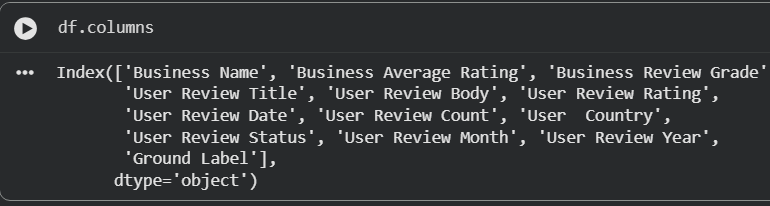 df.columns
Index(['Business Name', 'Business Average Rating', 'Business Review Grade'
'User Review Title', 'User Review Body', 'User Review Rating',
'User Review Date', 'User Review Count', 'User  Country',
'User Review Status', 'User Review Month', 'User Review Year',
'Ground Label'],
dtype='object')